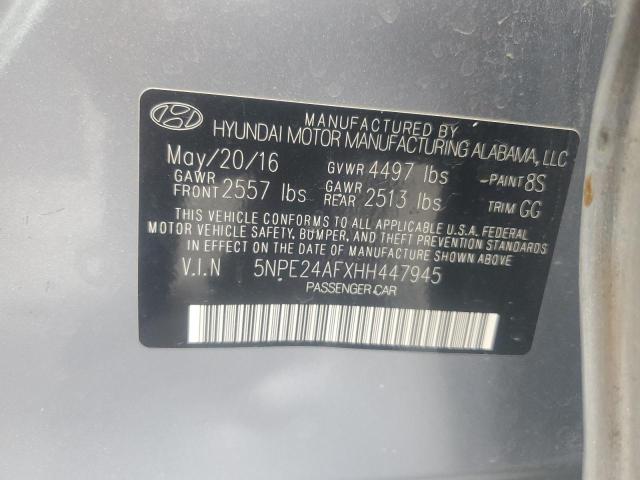 MANUFACTURED BY
HYUNDAI MOTOR MANUFACTURING ALABAMA, LLC
May/20/16 GVWR 4497 lbs PAINT 8S
GAWR FRONT 2557 lbs GAWR REAR 2513 lbs TRIM GG
THIS VEHICLE CONFORMS TO ALL APPLICABLE U.S.A. FEDERAL
MOTOR VEHICLE SAFETY, BUMPER, AND THEFT PREVENTION STANDARDS
IN EFFECT ON THE DATE OF MANUFACTURE SHOWN ABOVE.
V.I.N 5NPE24AFXHH447945
PASSENGER CAR